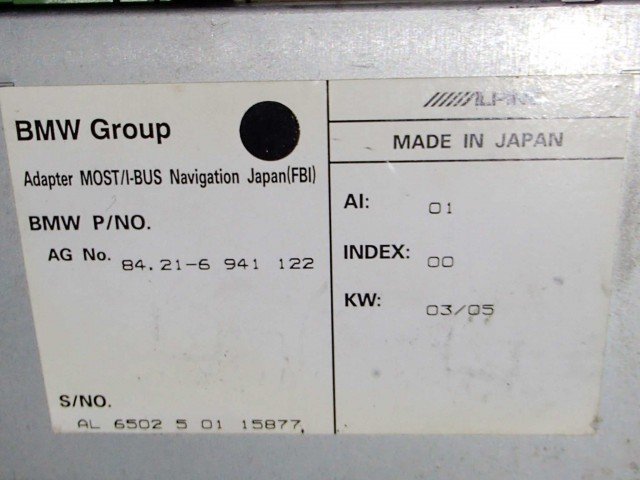 BMW Group
Adapter MOST/I-BUS Navigation Japan(FBI)
BMW P/NO.
AG No. 84.21-6 941 122
S/NO.
AL 6502 5 01 15877
MADE IN JAPAN
AI: 01
INDEX: 00
KW: 03/05